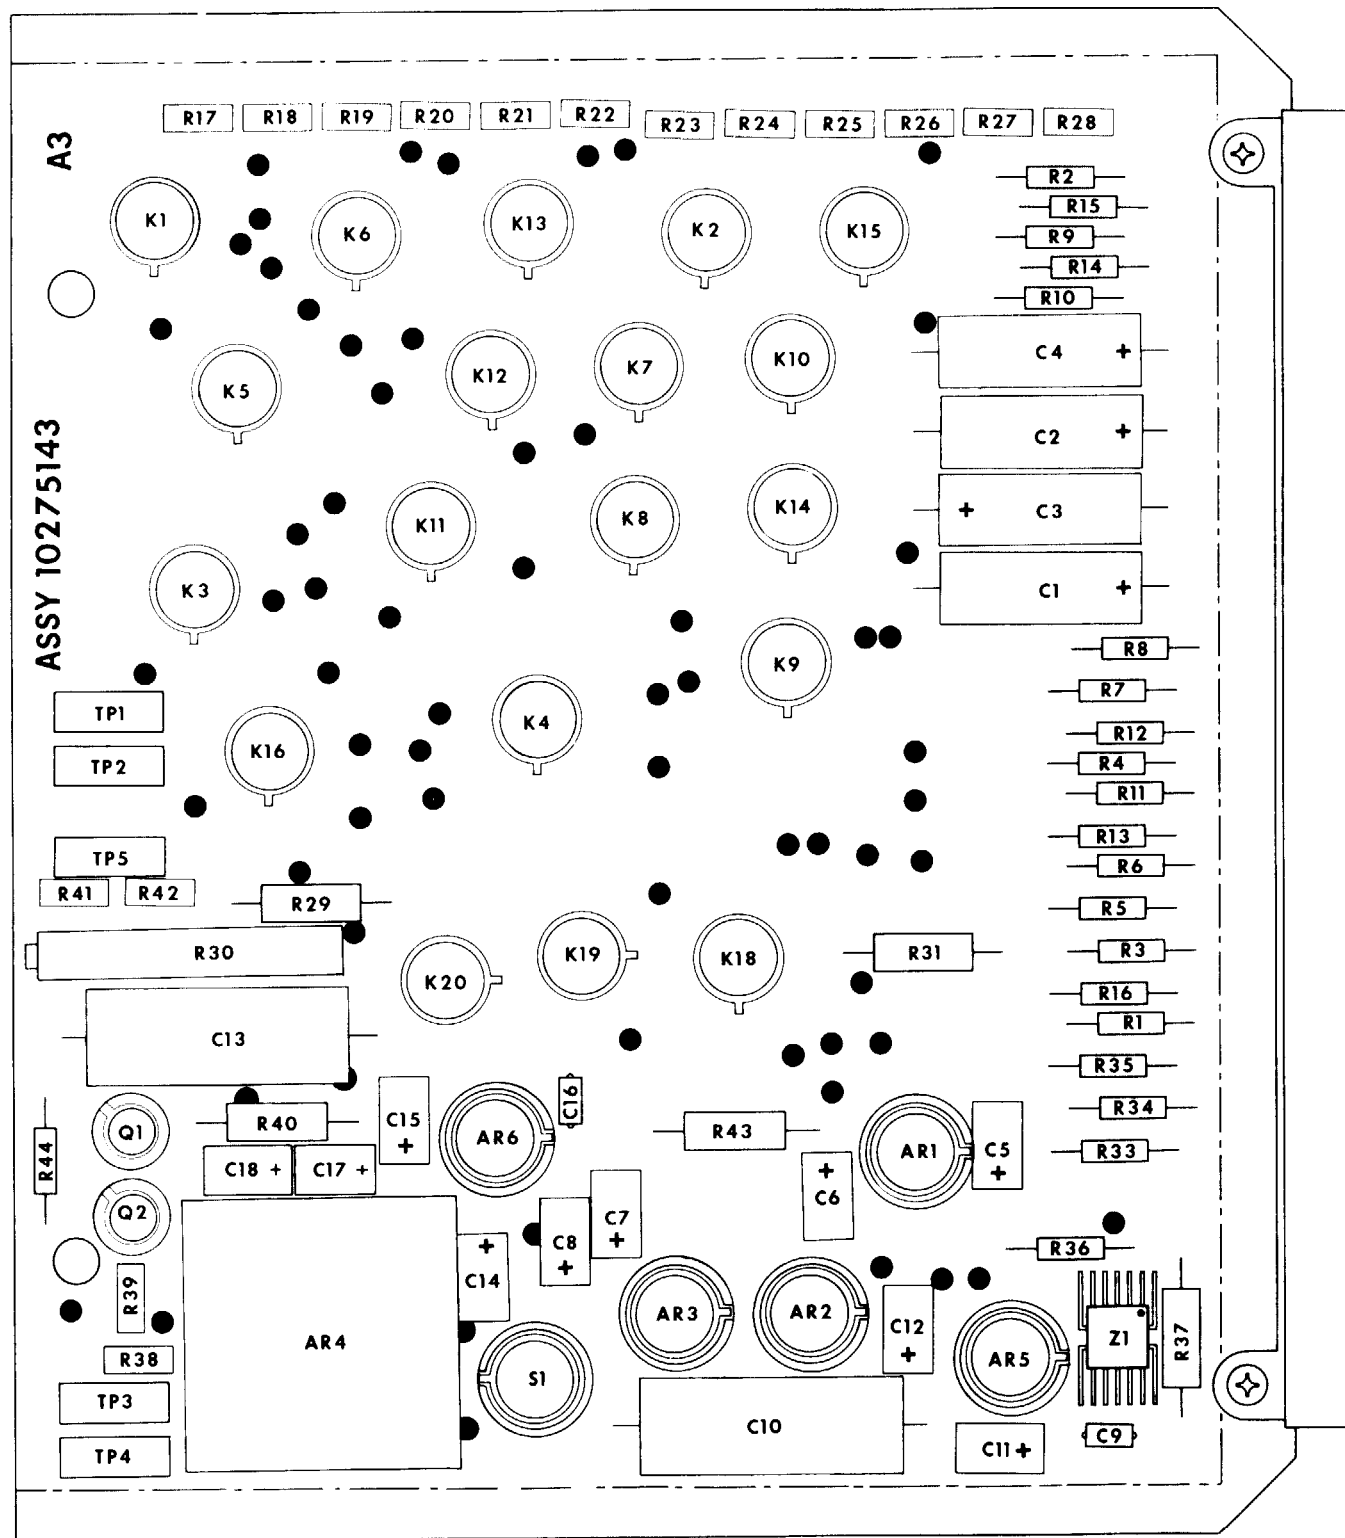 R17 R18 R19 R20 R21 R22 R23 R24 R25 R26 R27 R28
A3
R2
R15
K1 K6 K13 K2 K15 R9
R14
R10
K5 K12 K7 K10 C4 +
C2 +
ASSY 10275143
K11 K8 K14 + C3
K3 C1 +
K9 R8
R7
TP1 K4 R12
TP2 K16 R4
R11
R13
TP5 R6
R41 R42 R29 R5
R30 K20 K19 K18 R31 R3
R16
C13 R1
R35
C16
R34
Q1 R40 C15 + AR6 R43 AR1 C5 + R33
R44
C18 + C17 + + C6
Q2 C7 +
C8 + R36
+ C14
R39
AR3 AR2 C12 + Z1 R37
AR4 AR5
R38 S1
TP3
C10 C9
TP4 C11 +